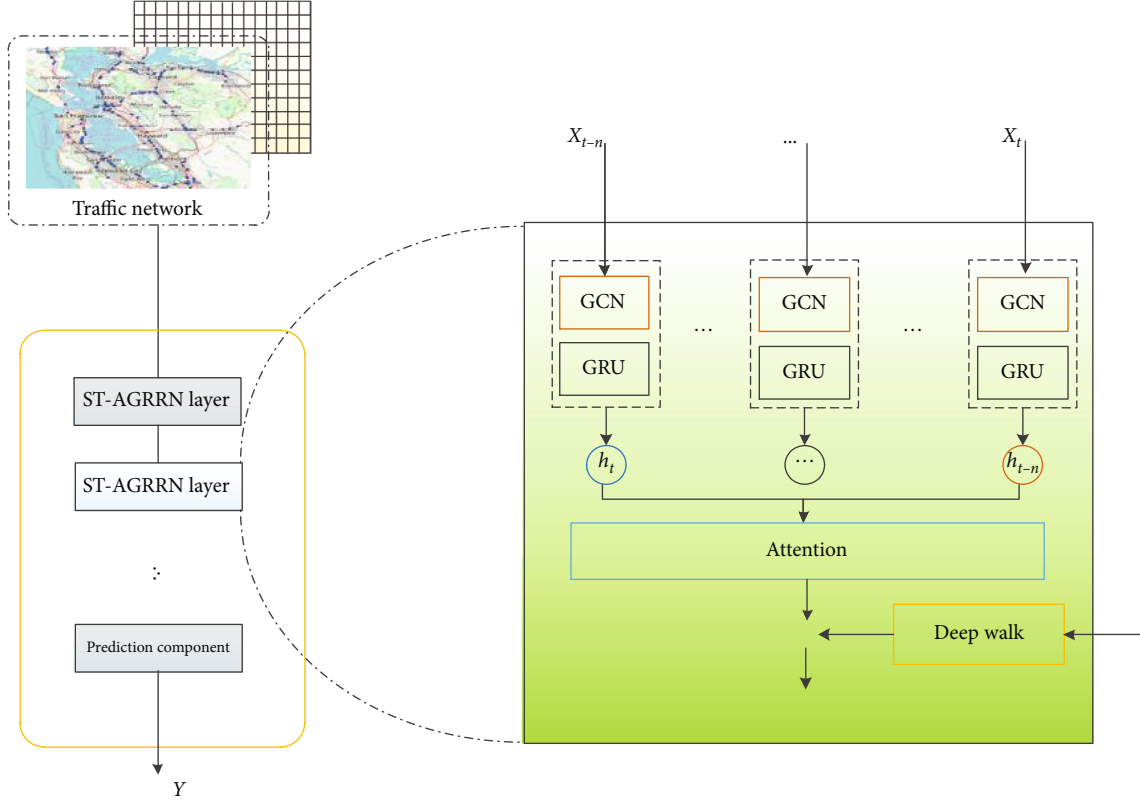 Traffic network
ST-AGRRN layer
ST-AGRRN layer
Prediction component
Y
X_{t–n} ... X_t
GCN GCN GCN
... ...
GRU GRU GRU
h_t ... h_{t–n}
Attention
Deep walk